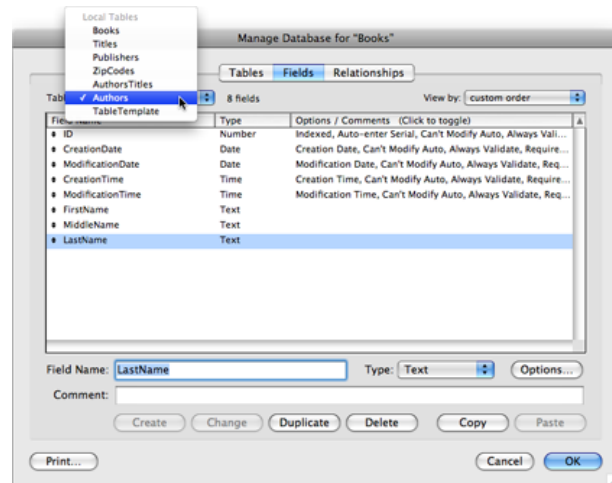 Local Tables
Books
Titles
Publishers
ZipCodes
AuthorsTitles
✓ Authors
TableTemplate
Manage Database for "Books"
Tables Fields Relationships
8 fields View by: custom order
Type Options / Comments (Click to toggle)
ID Number Indexed, Auto-enter Serial, Can't Modify Auto, Always Vali...
CreationDate Date Creation Date, Can't Modify Auto, Always Validate, Require...
ModificationDate Date Modification Date, Can't Modify Auto, Always Validate, Req...
CreationTime Time Creation Time, Can't Modify Auto, Always Validate, Require...
ModificationTime Time Modification Time, Can't Modify Auto, Always Validate, Req...
FirstName Text
MiddleName Text
LastName Text
Field Name: LastName Type: Text Options...
Comment:
Create Change Duplicate Delete Copy Paste
Print... Cancel OK